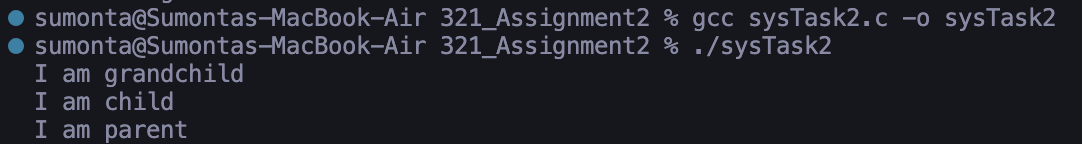 sumonta@Sumontas-MacBook-Air 321_Assignment2 % gcc sysTask2.c -o sysTask2
sumonta@Sumontas-MacBook-Air 321_Assignment2 % ./sysTask2
I am grandchild
I am child
I am parent